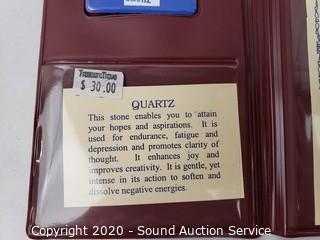 QUARTZ
TreasureTique
$ 30.00
QUARTZ
This stone enables you to attain
your hopes and aspirations. It is
used for endurance, fatigue and
depression and promotes clarity of
thought. It enhances joy and
improves creativity. It is gentle, yet
intense in its action to soften and
dissolve negative energies.
Copyright 2020 - Sound Auction Service